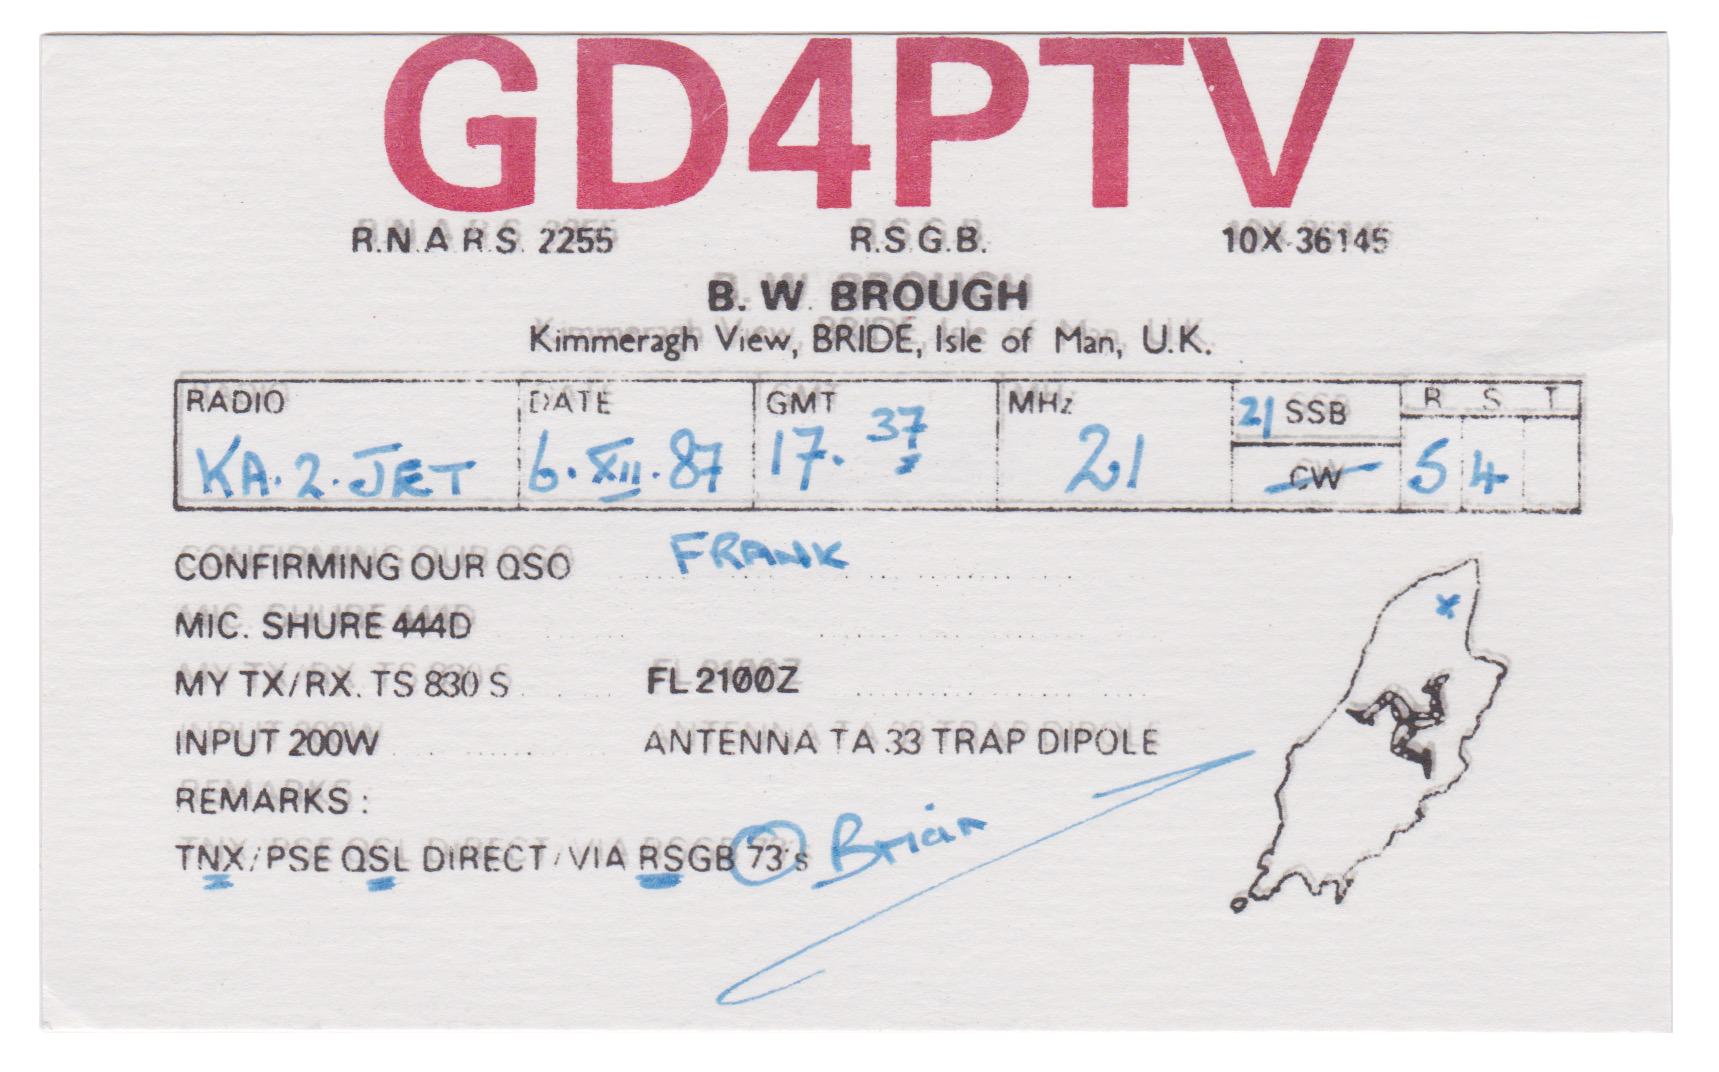 GD4PTV
R.N.A.R.S. 2255 R.S.G.B. 10X-36145
B. W. BROUGH
Kimmeragh View, BRIDE, Isle of Man, U.K.
RADIO DATE GMT MHz 21 SSB R S T
KA.2.JET 6.XII.87 17.37 21 CW 5 4
CONFIRMING OUR QSO FRANK
MIC. SHURE 444D
MY TX/RX. TS 830 S FL 2100Z
INPUT 200W ANTENNA TA 33 TRAP DIPOLE
REMARKS :
TNX/PSE QSL DIRECT/VIA RSGB 73's Brian